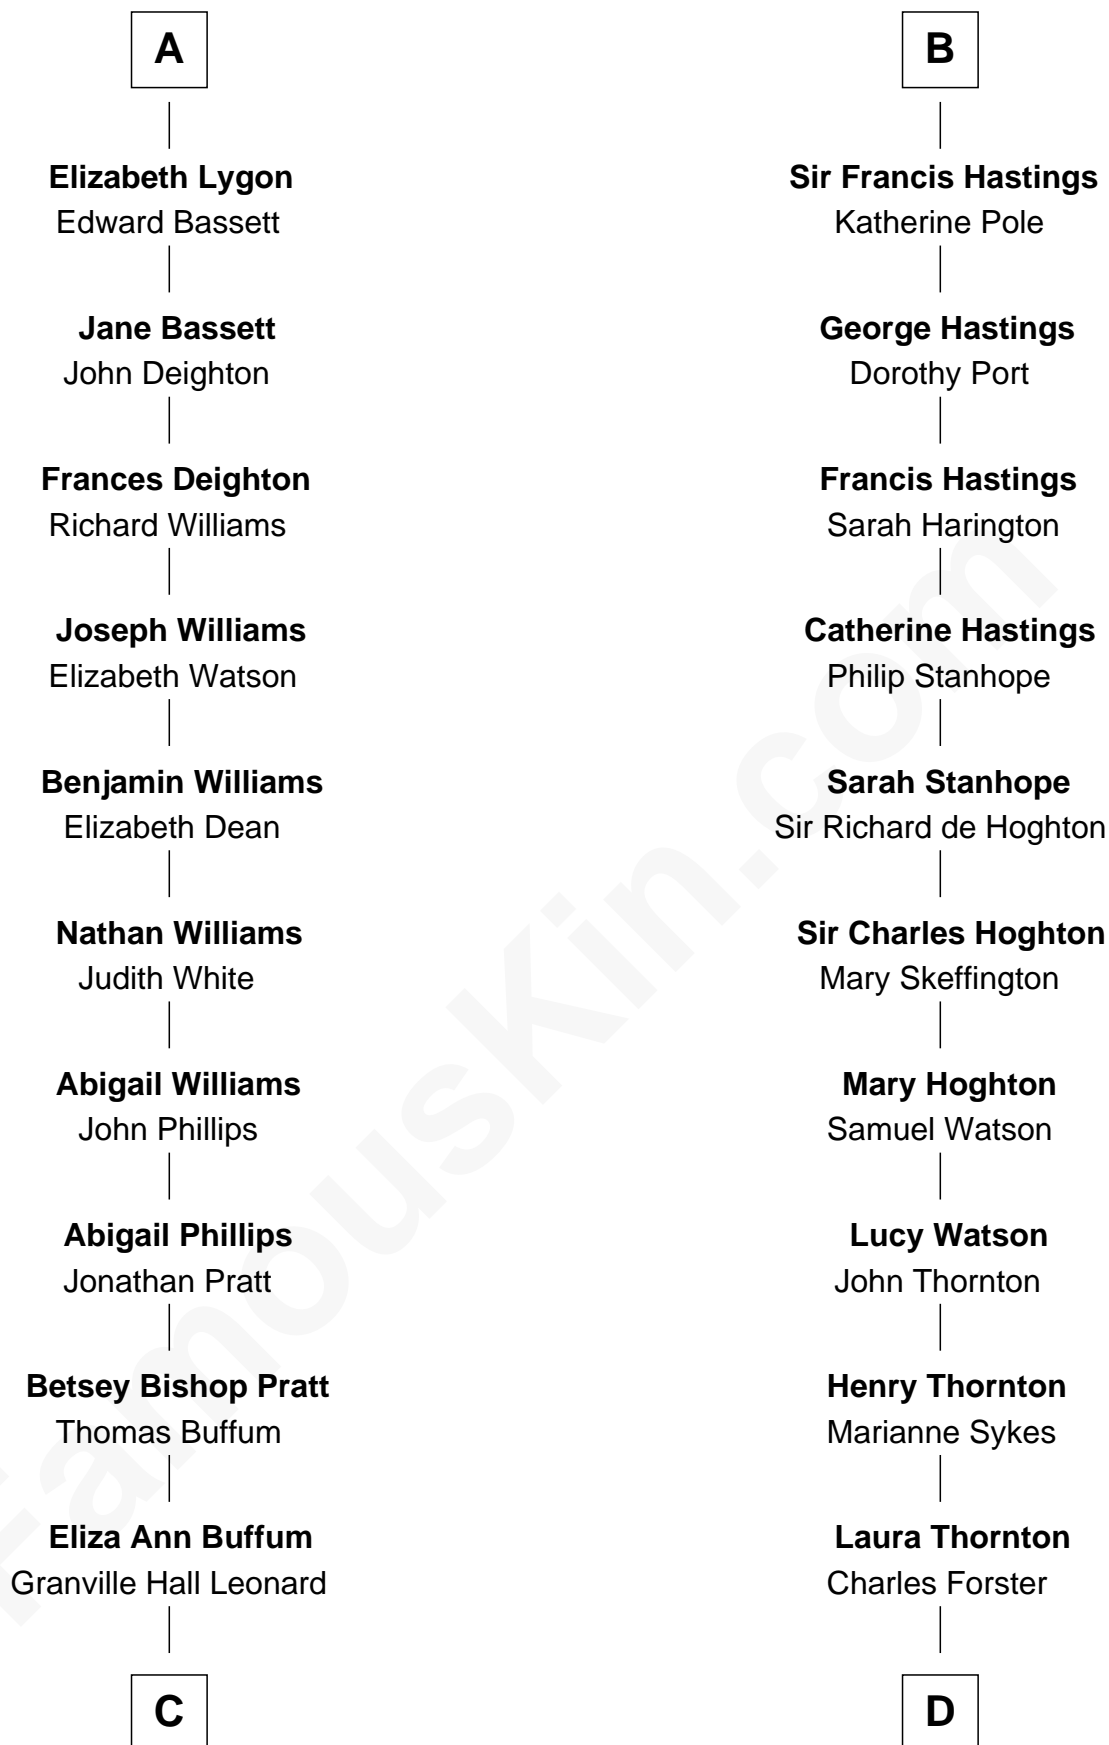 A
Elizabeth Lygon
Edward Bassett
Jane Bassett
John Deighton
Frances Deighton
Richard Williams
Joseph Williams
Elizabeth Watson
Benjamin Williams
Elizabeth Dean
Nathan Williams
Judith White
Abigail Williams
John Phillips
Abigail Phillips
Jonathan Pratt
Betsey Bishop Pratt
Thomas Buffum
Eliza Ann Buffum
Granville Hall Leonard
C
B
Sir Francis Hastings
Katherine Pole
George Hastings
Dorothy Port
Francis Hastings
Sarah Harington
Catherine Hastings
Philip Stanhope
Sarah Stanhope
Sir Richard de Hoghton
Sir Charles Hoghton
Mary Skeffington
Mary Hoghton
Samuel Watson
Lucy Watson
John Thornton
Henry Thornton
Marianne Sykes
Laura Thornton
Charles Forster
D
FamousKin.com